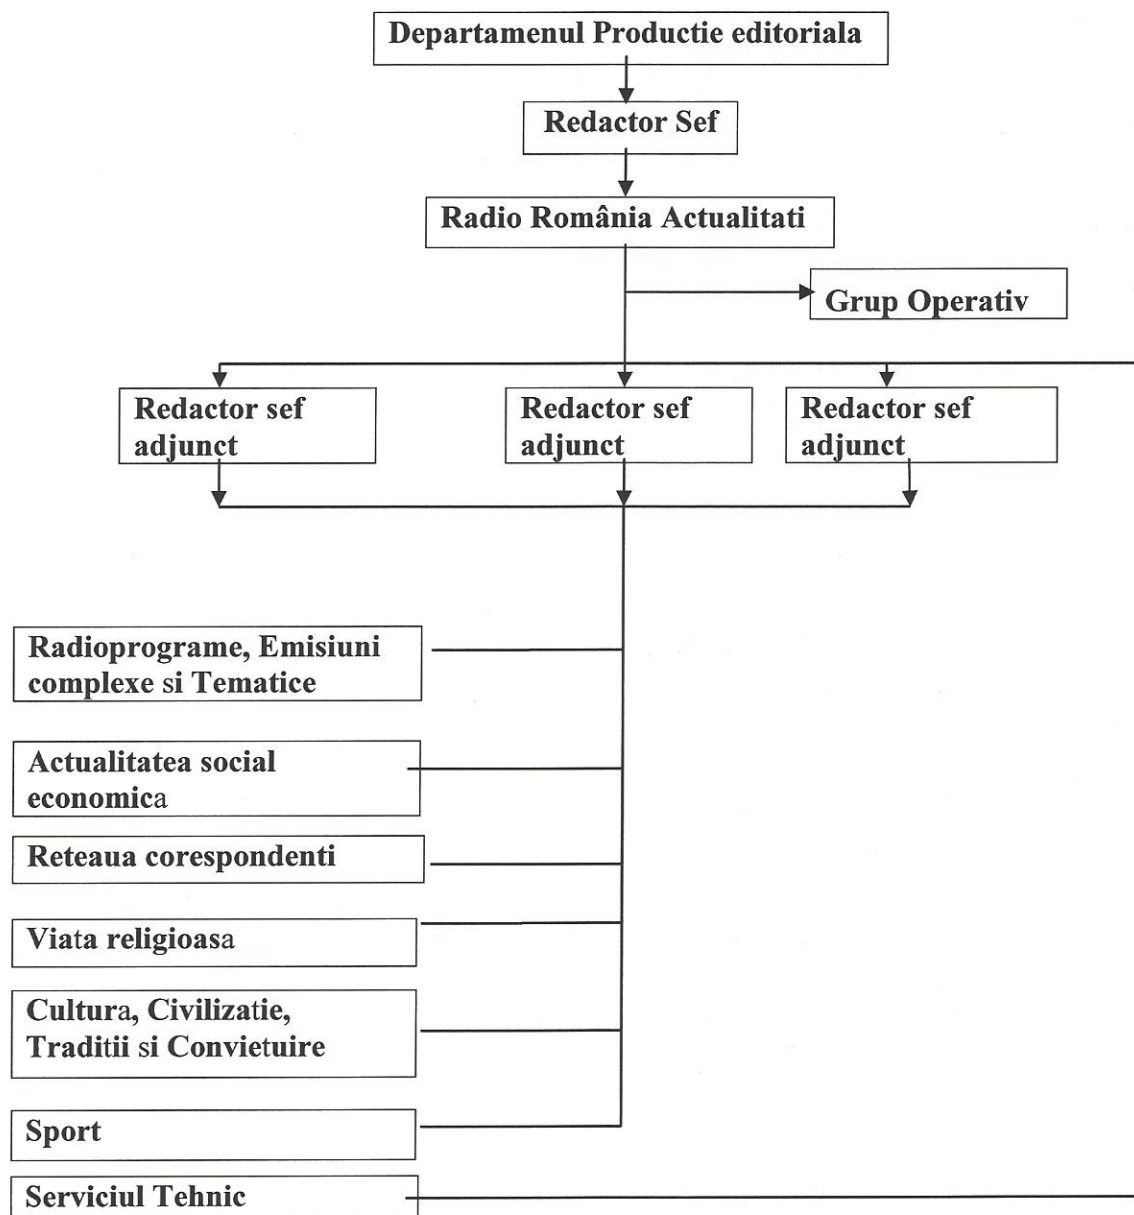 Departamenul Productie editoriala
Redactor Sef
Radio România Actualitati
Grup Operativ
Redactor sef
adjunct
Redactor sef
adjunct
Redactor sef
adjunct
Radioprograme, Emisiuni
complexe si Tematice
Actualitatea social
economica
Reteaua corespondenti
Viata religioasa
Cultura, Civilizatie,
Traditii si Convietuire
Sport
Serviciul Tehnic